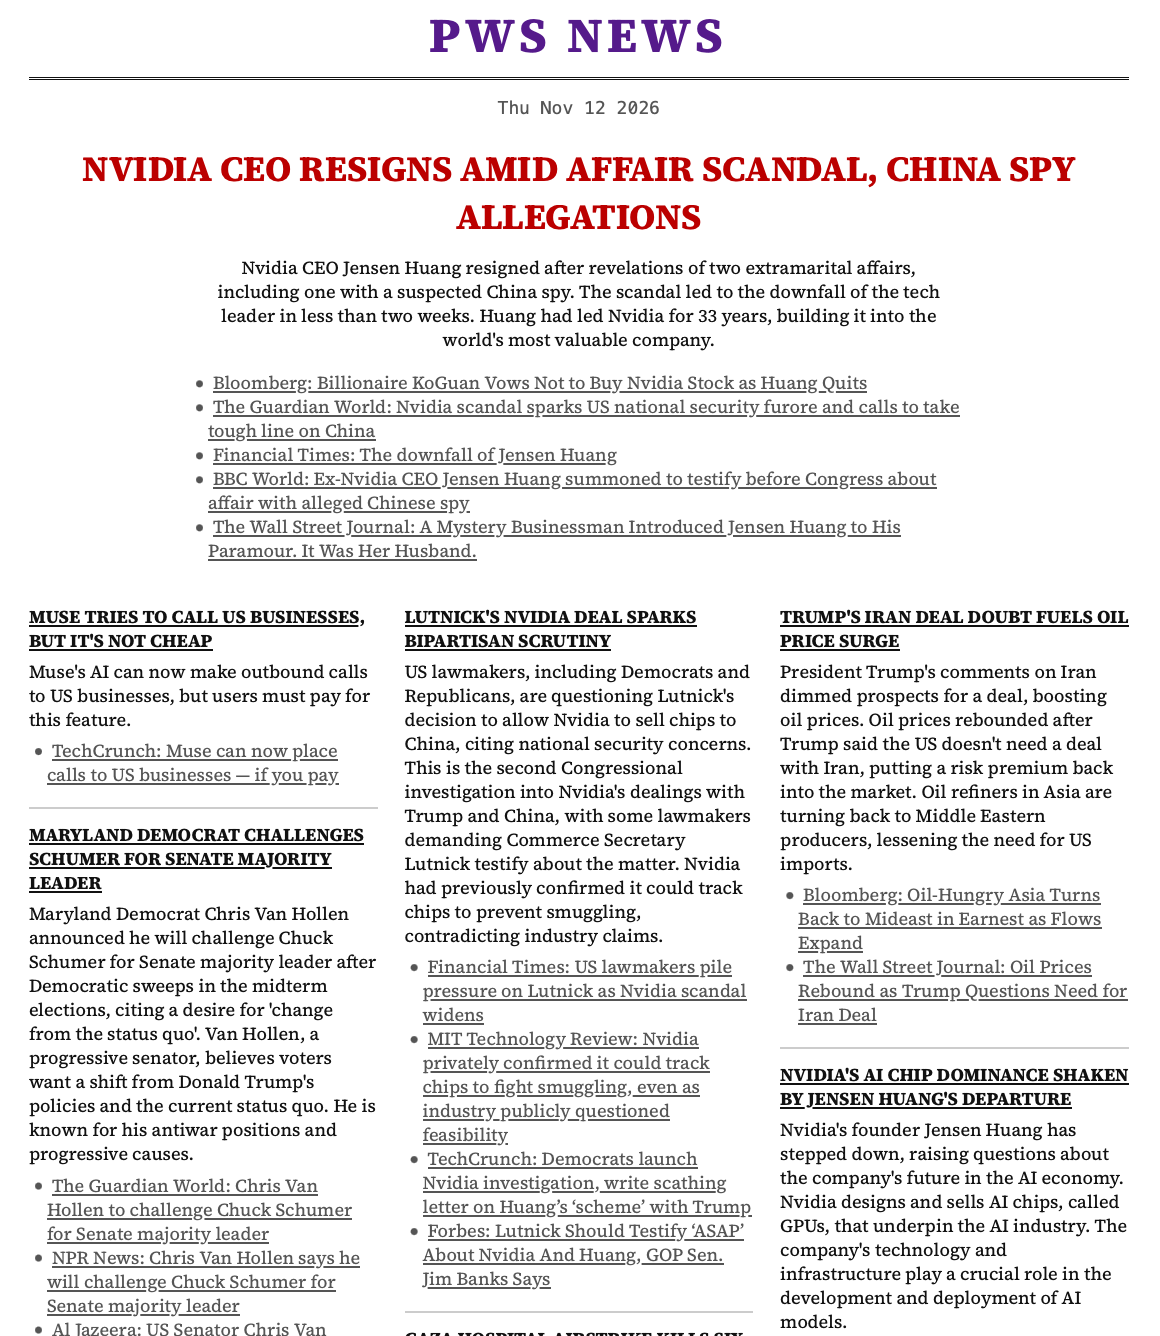 PWS NEWS
Thu Nov 12 2026
NVIDIA CEO RESIGNS AMID AFFAIR SCANDAL, CHINA SPY
ALLEGATIONS
Nvidia CEO Jensen Huang resigned after revelations of two extramarital affairs,
including one with a suspected China spy. The scandal led to the downfall of the tech
leader in less than two weeks. Huang had led Nvidia for 33 years, building it into the
world's most valuable company.
• Bloomberg: Billionaire KoGuan Vows Not to Buy Nvidia Stock as Huang Quits
• The Guardian World: Nvidia scandal sparks US national security furore and calls to take
tough line on China
• Financial Times: The downfall of Jensen Huang
• BBC World: Ex-Nvidia CEO Jensen Huang summoned to testify before Congress about
affair with alleged Chinese spy
• The Wall Street Journal: A Mystery Businessman Introduced Jensen Huang to His
Paramour. It Was Her Husband.
MUSE TRIES TO CALL US BUSINESSES,
BUT IT'S NOT CHEAP
Muse's AI can now make outbound calls
to US businesses, but users must pay for
this feature.
• TechCrunch: Muse can now place
calls to US businesses — if you pay
MARYLAND DEMOCRAT CHALLENGES
SCHUMER FOR SENATE MAJORITY
LEADER
Maryland Democrat Chris Van Hollen
announced he will challenge Chuck
Schumer for Senate majority leader after
Democratic sweeps in the midterm
elections, citing a desire for 'change
from the status quo'. Van Hollen, a
progressive senator, believes voters
want a shift from Donald Trump's
policies and the current status quo. He is
known for his antiwar positions and
progressive causes.
• The Guardian World: Chris Van
Hollen to challenge Chuck Schumer
for Senate majority leader
• NPR News: Chris Van Hollen says he
will challenge Chuck Schumer for
Senate majority leader
• Al Jazeera: US Senator Chris Van
LUTNICK'S NVIDIA DEAL SPARKS
BIPARTISAN SCRUTINY
US lawmakers, including Democrats and
Republicans, are questioning Lutnick's
decision to allow Nvidia to sell chips to
China, citing national security concerns.
This is the second Congressional
investigation into Nvidia's dealings with
Trump and China, with some lawmakers
demanding Commerce Secretary
Lutnick testify about the matter. Nvidia
had previously confirmed it could track
chips to prevent smuggling,
contradicting industry claims.
• Financial Times: US lawmakers pile
pressure on Lutnick as Nvidia scandal
widens
• MIT Technology Review: Nvidia
privately confirmed it could track
chips to fight smuggling, even as
industry publicly questioned
feasibility
• TechCrunch: Democrats launch
Nvidia investigation, write scathing
letter on Huang’s ‘scheme’ with Trump
• Forbes: Lutnick Should Testify ‘ASAP’
About Nvidia And Huang, GOP Sen.
Jim Banks Says
GAZA HOSPITAL AIRSTRIKE KILLS SIX,
TRUMP'S IRAN DEAL DOUBT FUELS OIL
PRICE SURGE
President Trump's comments on Iran
dimmed prospects for a deal, boosting
oil prices. Oil prices rebounded after
Trump said the US doesn't need a deal
with Iran, putting a risk premium back
into the market. Oil refiners in Asia are
turning back to Middle Eastern
producers, lessening the need for US
imports.
• Bloomberg: Oil-Hungry Asia Turns
Back to Mideast in Earnest as Flows
Expand
• The Wall Street Journal: Oil Prices
Rebound as Trump Questions Need for
Iran Deal
NVIDIA'S AI CHIP DOMINANCE SHAKEN
BY JENSEN HUANG'S DEPARTURE
Nvidia's founder Jensen Huang has
stepped down, raising questions about
the company's future in the AI economy.
Nvidia designs and sells AI chips, called
GPUs, that underpin the AI industry. The
company's technology and
infrastructure play a crucial role in the
development and deployment of AI
models.